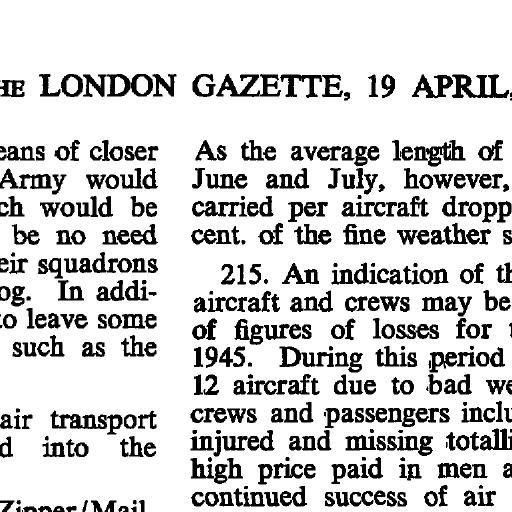 THE LONDON GAZETTE, 19 APRIL,
eans of closer
Army would
ch would be
be no need
eir squadrons
og. In addi-
to leave some
such as the
air transport
d into the
Zipper/Mail
As the average length of
June and July, however,
carried per aircraft dropp
cent. of the fine weather s
215. An indication of th
aircraft and crews may be
of figures of losses for
1945. During this period
12 aircraft due to bad we
crews and passengers inclu
injured and missing totalli
high price paid in men a
continued success of air